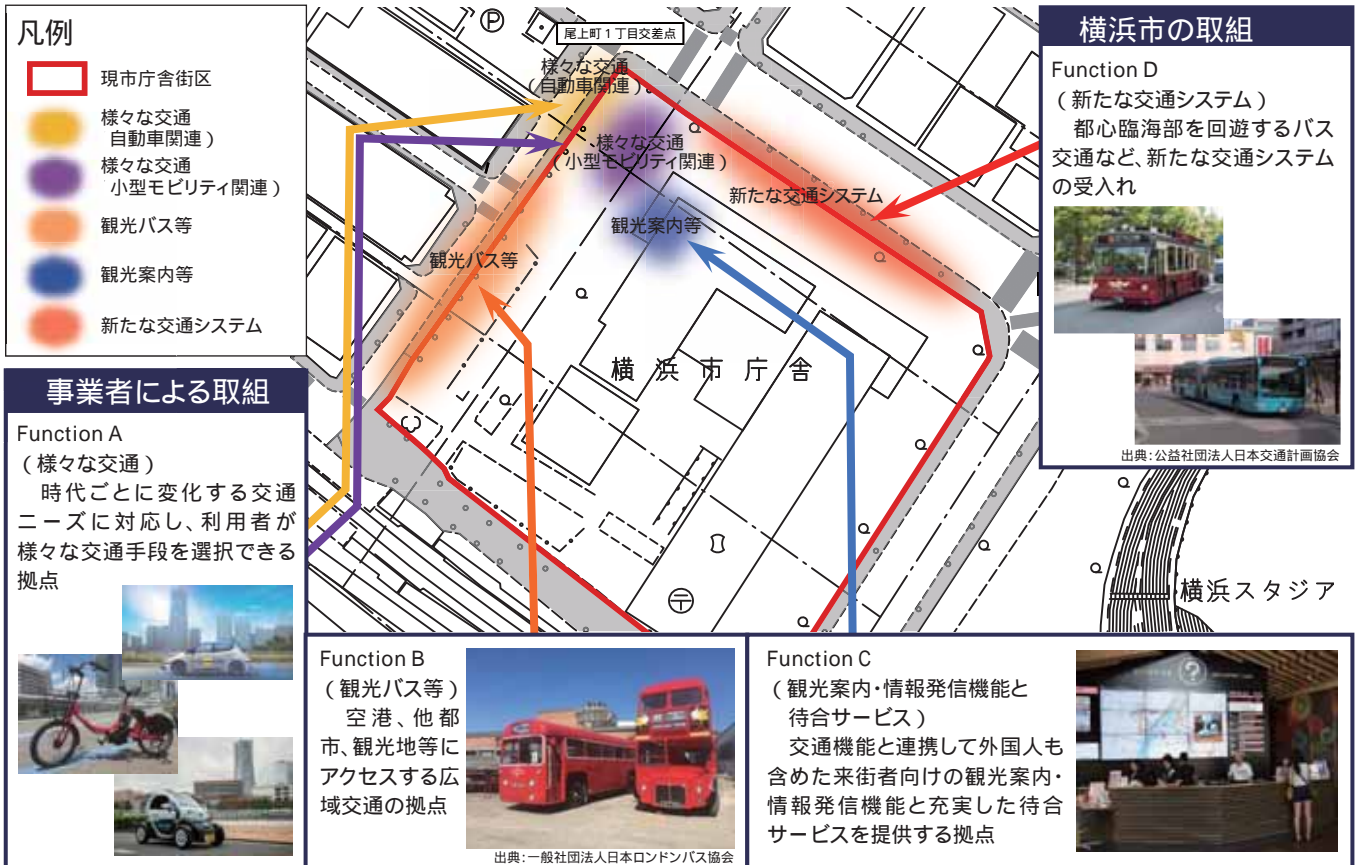 凡例
現市庁舎街区
様々な交通
自動車関連）
様々な交通
小型モビリティ関連）
観光バス等
観光案内等
新たな交通システム
尾上町１丁目交差点
様々な交通
（自動車関連）
様々な交通
（小型モビリティ関連）
新たな交通システム
観光案内等
観光バス等
横浜市庁舎
横浜スタジア
横浜市の取組
Function D
（新たな交通システム）
都心臨海部を回遊するバス
交通など、新たな交通システム
の受入れ
出典：公益社団法人日本交通計画協会
事業者による取組
Function A
（様々な交通）
時代ごとに変化する交通
ニーズに対応し、利用者が
様々な交通手段を選択できる
拠点
Function B
（観光バス等）
空港、他都
市、観光地等に
アクセスする広
域交通の拠点
出典：一般社団法人日本ロンドンバス協会
Function C
（観光案内・情報発信機能と
待合サービス）
交通機能と連携して外国人も
含めた来街者向けの観光案内・
情報発信機能と充実した待合
サービスを提供する拠点